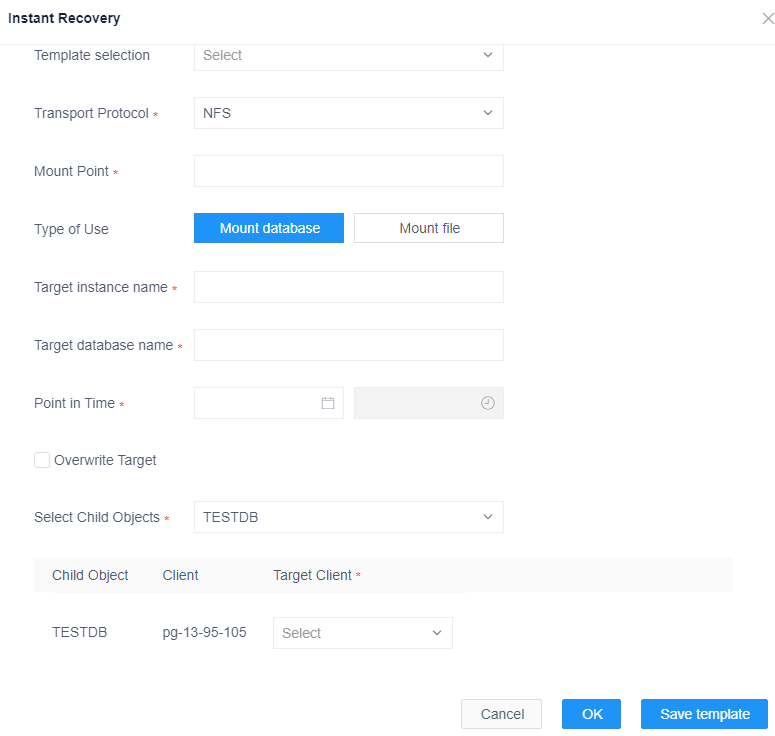 Instant Recovery
Template selection Select
Transport Protocol * NFS
Mount Point *
Type of Use Mount database Mount file
Target instance name *
Target database name *
Point in Time *
Overwrite Target
Select Child Objects * TESTDB
Child Object Client Target Client *
TESTDB pg-13-95-105 Select
Cancel OK Save template